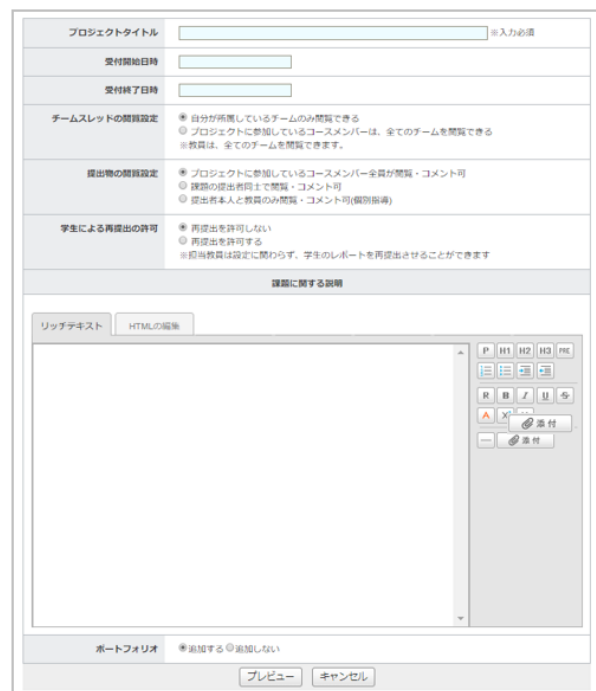 プロジェクトタイトル ※入力必須
受付開始日時
受付終了日時
チームスレッドの閲覧設定 自分が所属しているチームのみ閲覧できる
プロジェクトに参加しているコースメンバーは、全てのチームを閲覧できる
※教員は、全てのチームを閲覧できます。
提出物の閲覧設定 プロジェクトに参加しているコースメンバー全員が閲覧・コメント可
課題の提出者同士で閲覧・コメント可
提出者本人と教員のみ閲覧・コメント可(個別指導)
学生による再提出の許可 再提出を許可しない
再提出を許可する
※担当教員は設定に関わらず、学生のレポートを再提出させることができます
課題に関する説明
リッチテキスト HTMLの編集
P H1 H2 H3 PRE
R B I U S
A X
添付
添付
ポートフォリオ 追加する 追加しない
プレビュー キャンセル